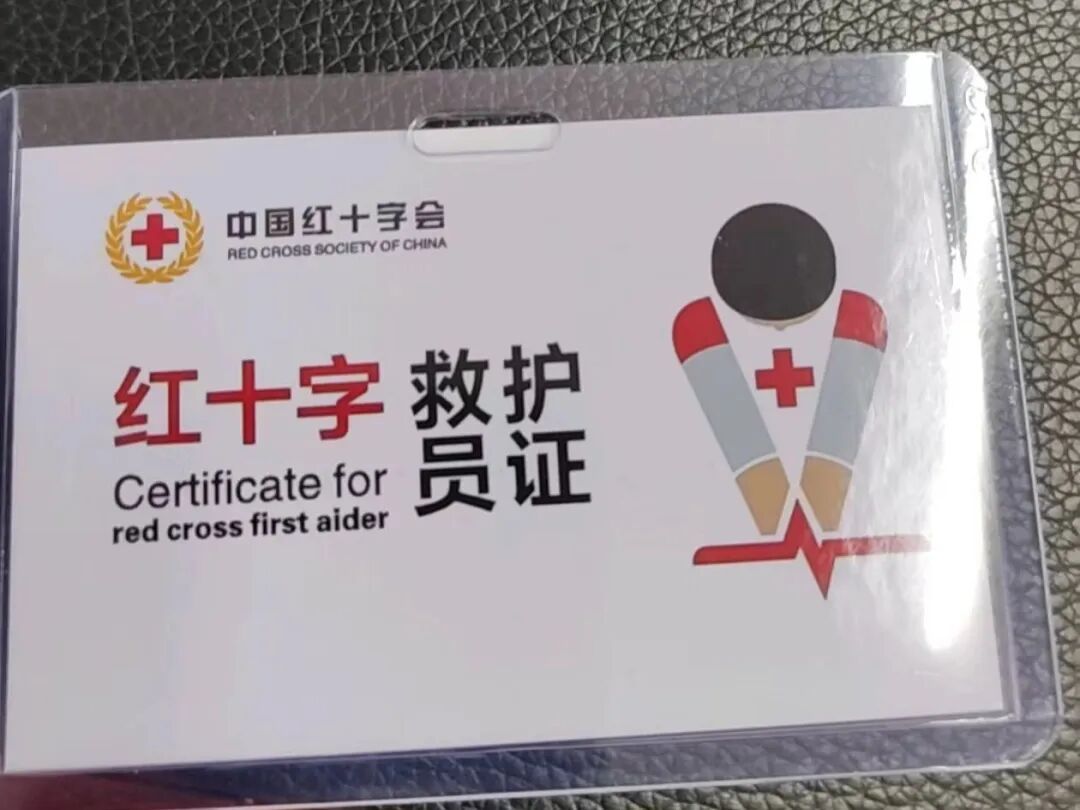 中国红十字会
RED CROSS SOCIETY OF CHINA
红十字 救护
员证
Certificate for
red cross first aider